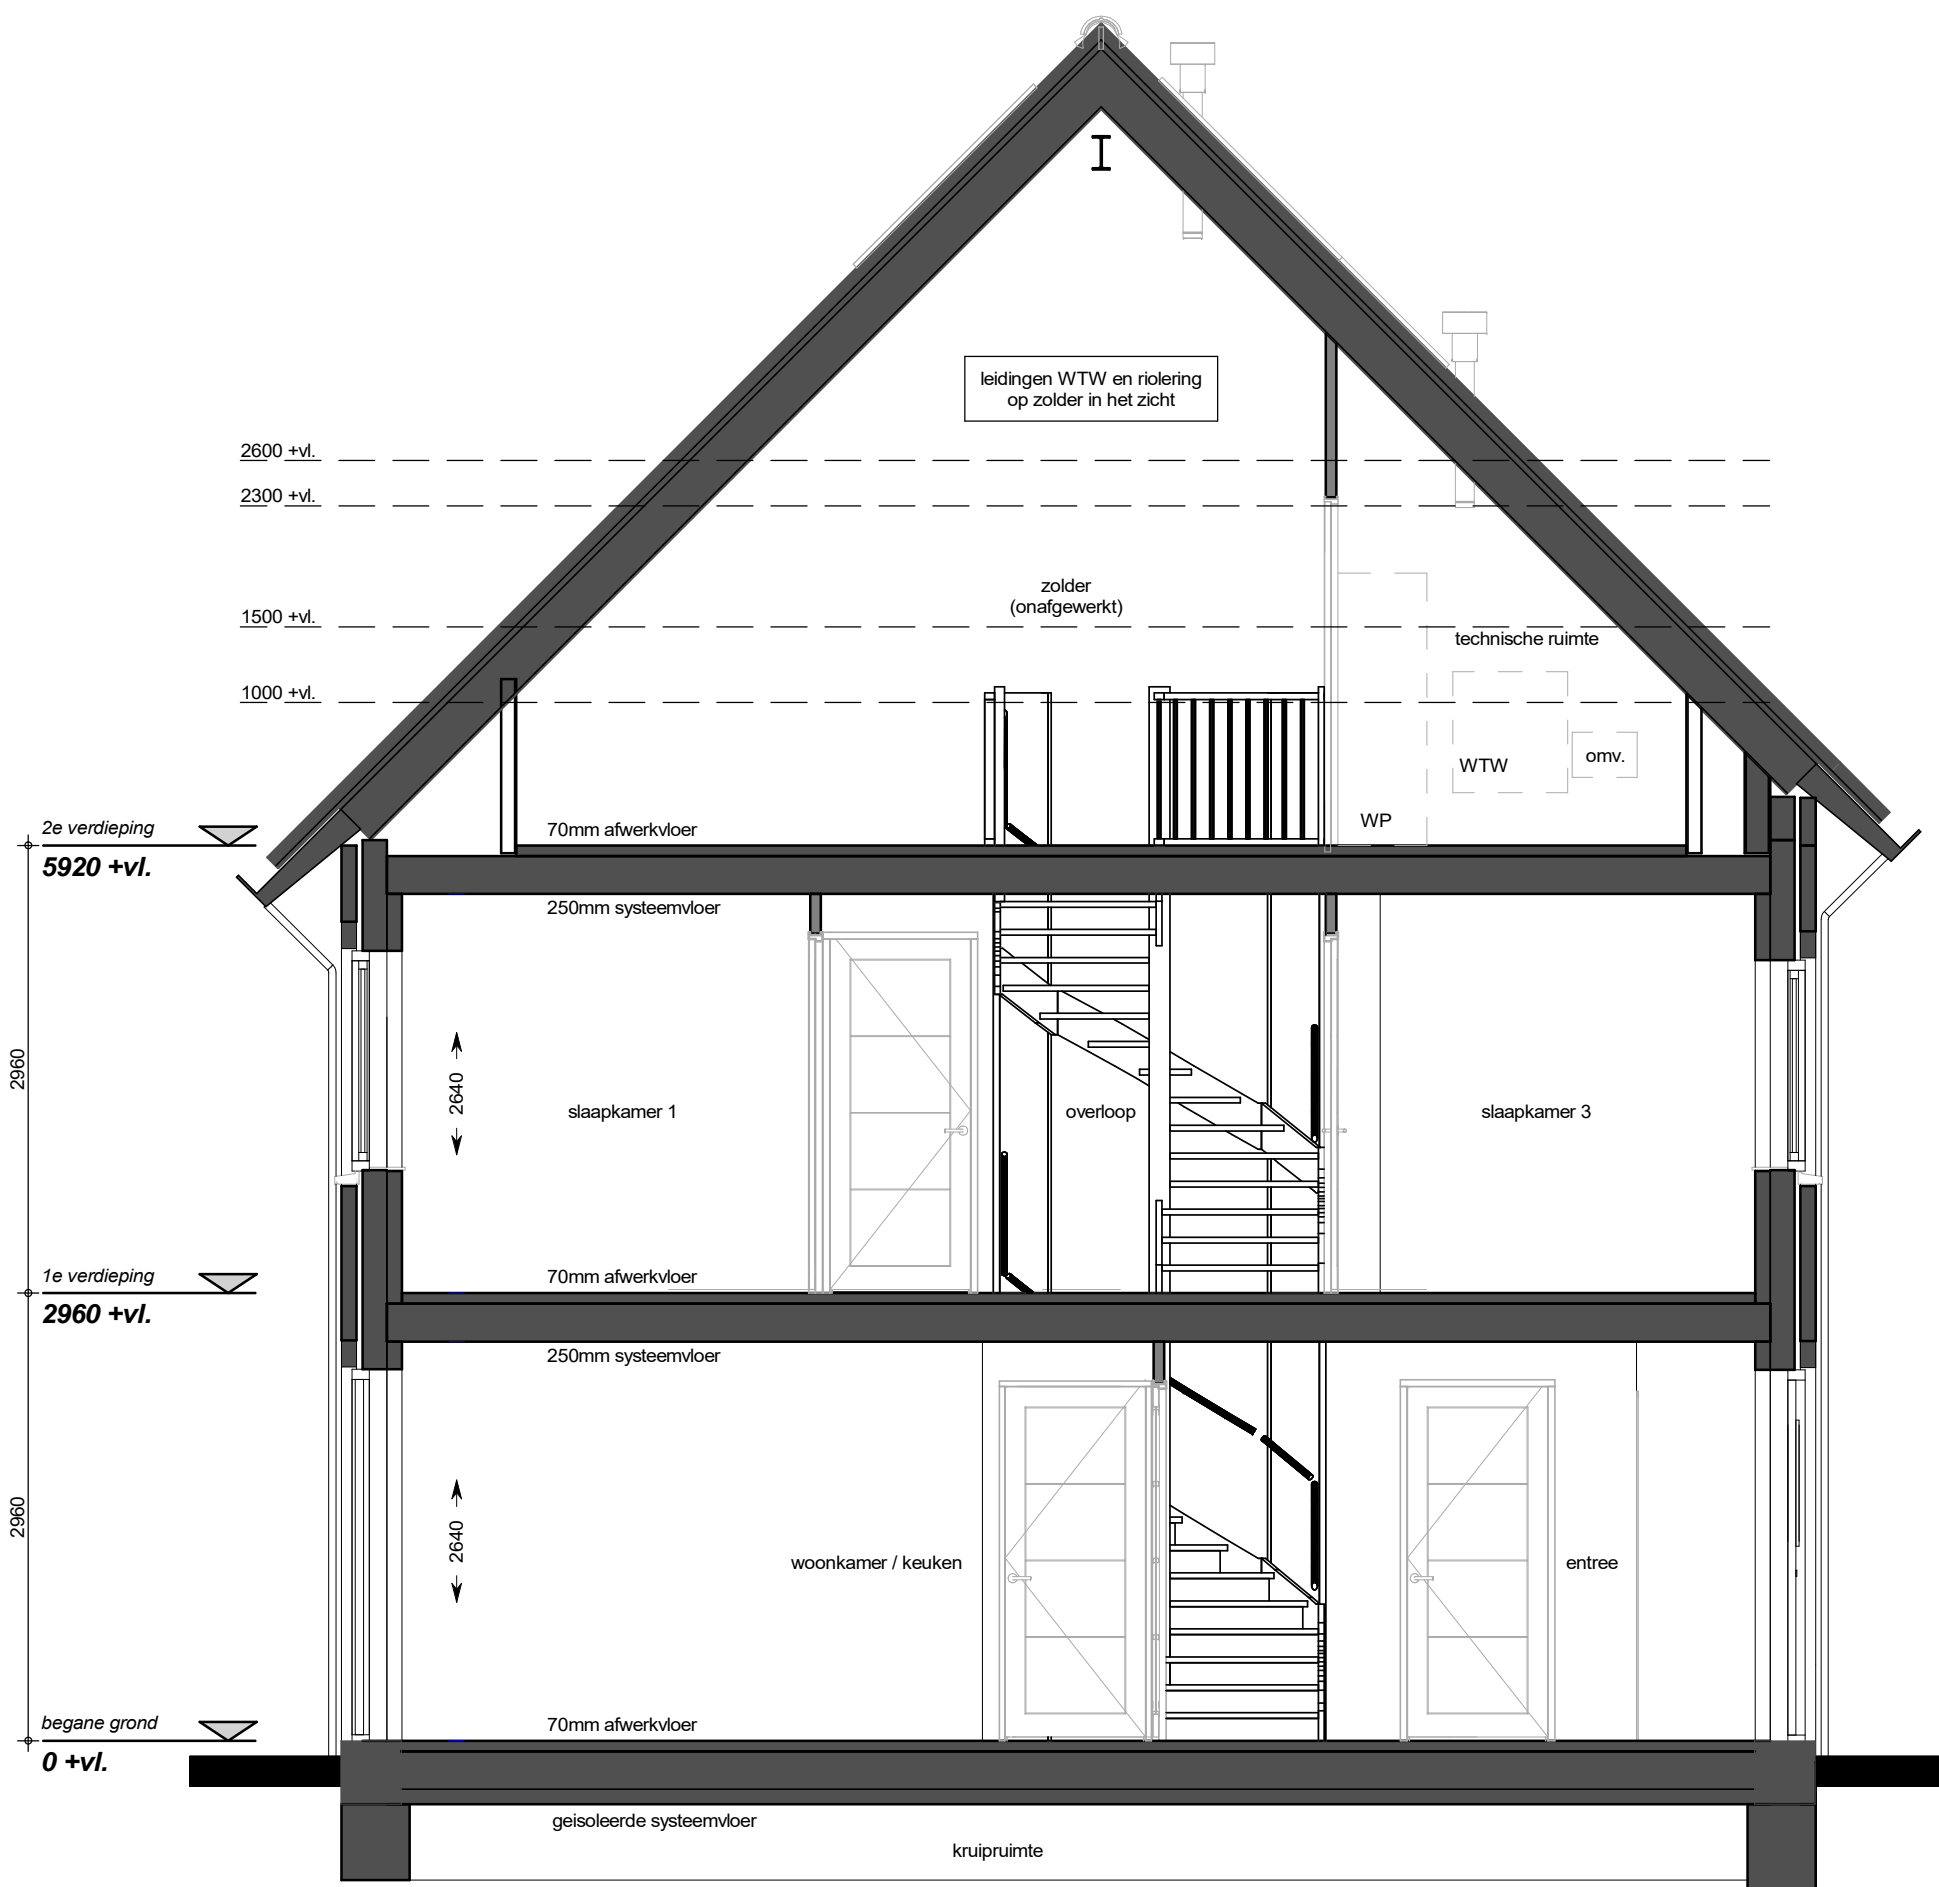 leidingen WTW en riolering
op zolder in het zicht
2600 +vl.
2300 +vl.
zolder
(onafgewerkt)
1500 +vl.
technische ruimte
1000 +vl.
WTW
omv.
WP
2e verdieping
5920 +vl.
70mm afwerkvloer
250mm systeemvloer
2960
2640
slaapkamer 1
overloop
slaapkamer 3
1e verdieping
2960 +vl.
70mm afwerkvloer
250mm systeemvloer
2960
2640
woonkamer / keuken
entree
begane grond
0 +vl.
70mm afwerkvloer
geisoleerde systeemvloer
kruipruimte